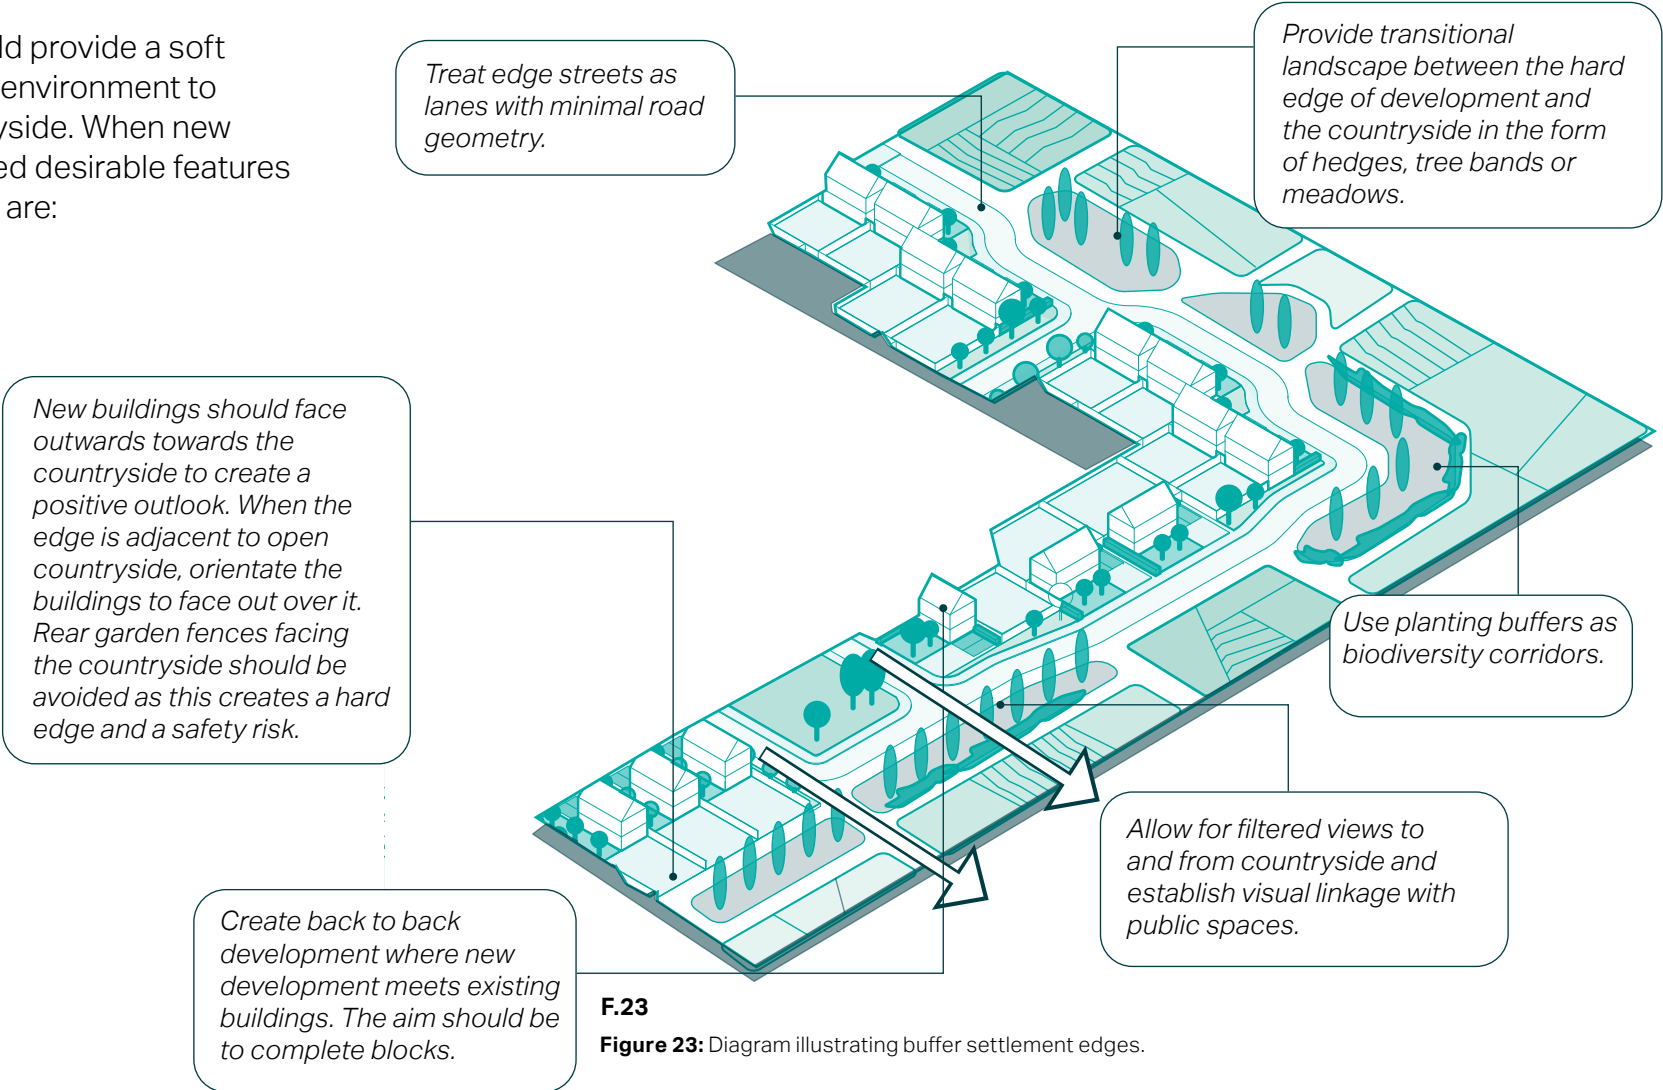 ld provide a soft
environment to
yside. When new
ed desirable features
are:
Treat edge streets as
lanes with minimal road
geometry.
Provide transitional
landscape between the hard
edge of development and
the countryside in the form
of hedges, tree bands or
meadows.
New buildings should face
outwards towards the
countryside to create a
positive outlook. When the
edge is adjacent to open
countryside, orientate the
buildings to face out over it.
Rear garden fences facing
the countryside should be
avoided as this creates a hard
edge and a safety risk.
Use planting buffers as
biodiversity corridors.
Allow for filtered views to
and from countryside and
establish visual linkage with
public spaces.
Create back to back
development where new
development meets existing
buildings. The aim should be
to complete blocks.
F.23
Figure 23: Diagram illustrating buffer settlement edges.